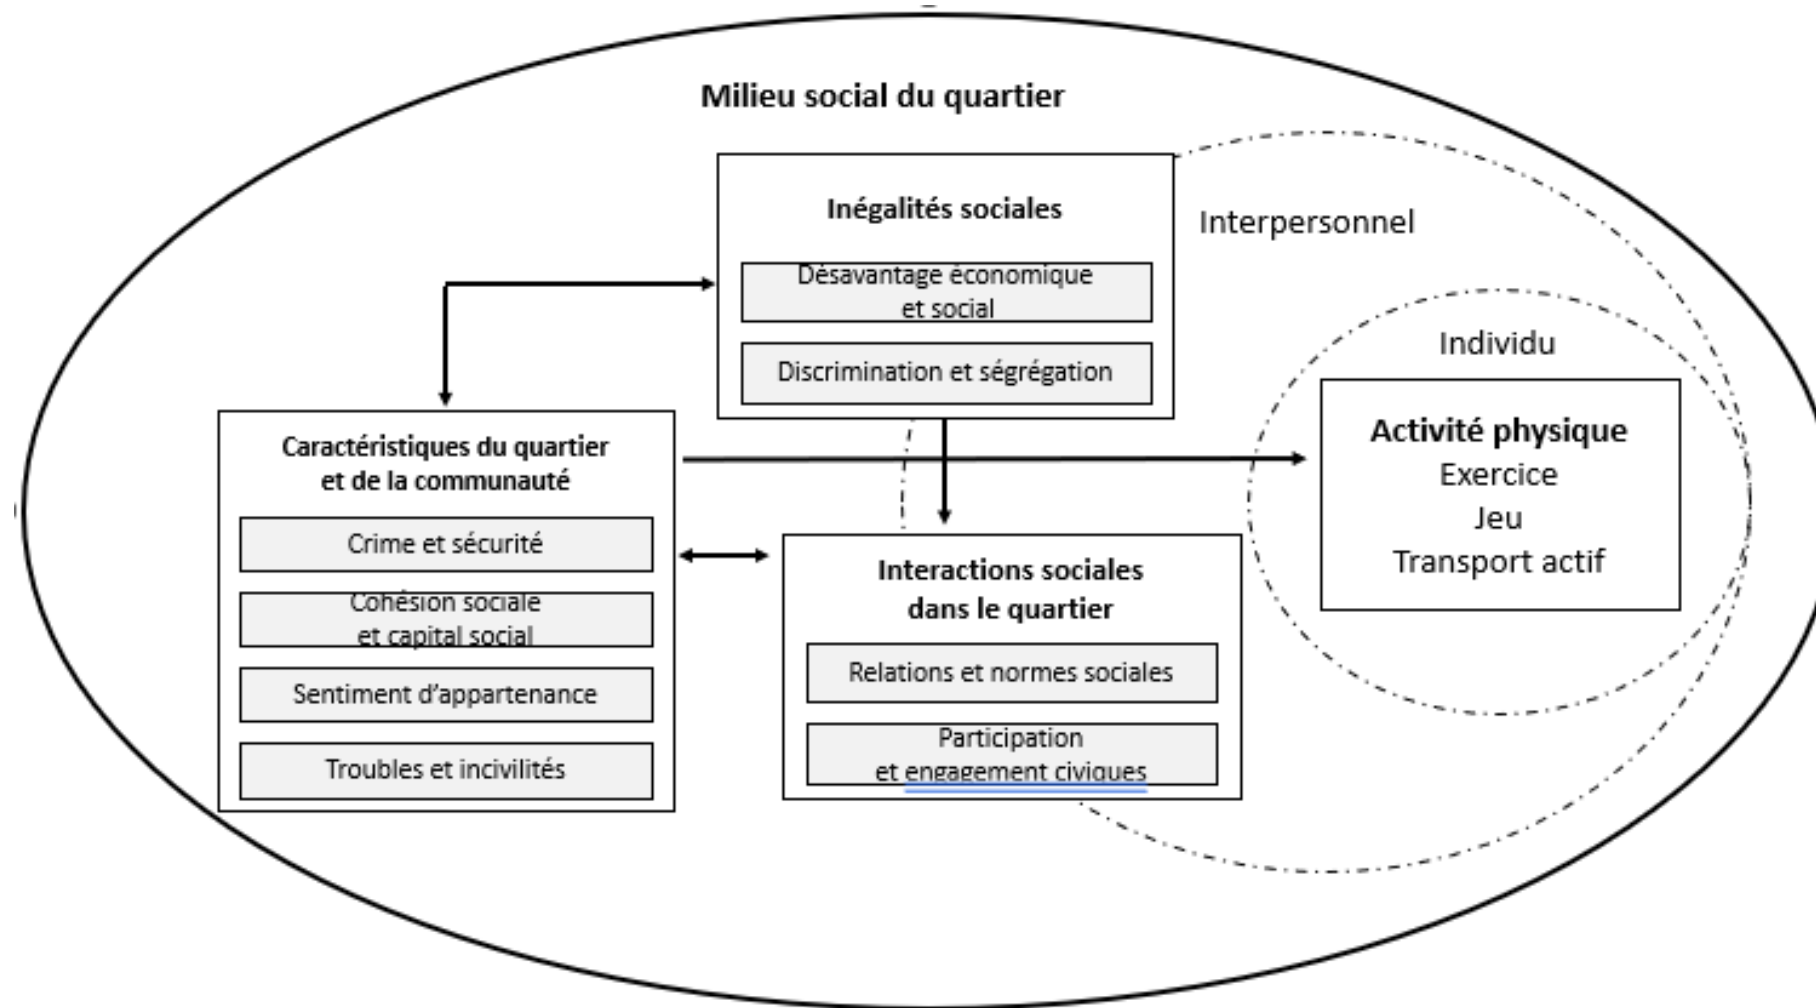 Milieu social du quartier
Inégalités sociales
Désavantage économique
et social
Discrimination et ségrégation
Interpersonnel
Individu
Activité physique
Exercice
Jeu
Transport actif
Caractéristiques du quartier
et de la communauté
Crime et sécurité
Cohésion sociale
et capital social
Sentiment d'appartenance
Troubles et incivilités
Interactions sociales
dans le quartier
Relations et normes sociales
Participation
et engagement civiques